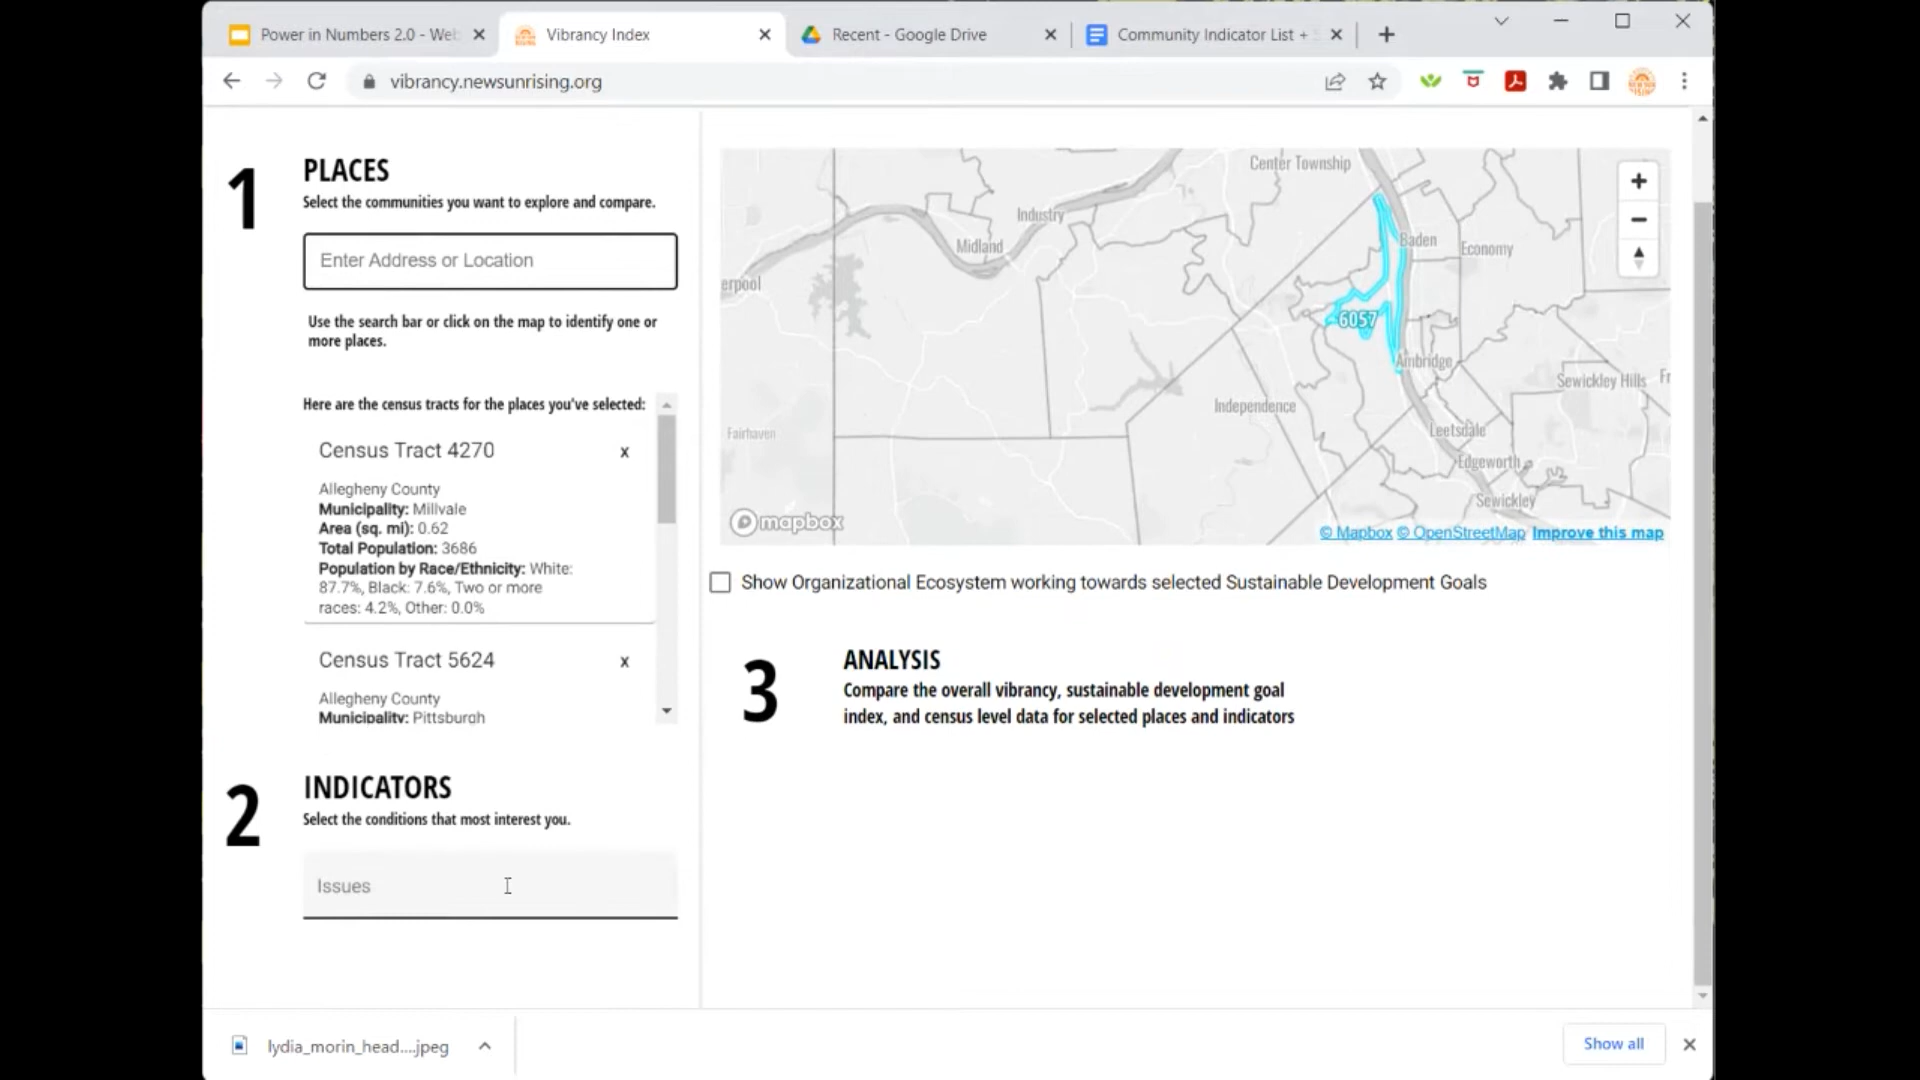 Power in Numbers 2.0 - Web
Vibrancy Index
Recent - Google Drive
Community Indicator List +
vibrancy.newsunrising.org
1
PLACES
Select the communities you want to explore and compare.
Enter Address or Location
Use the search bar or click on the map to identify one or
more places.
Here are the census tracts for the places you've selected:
Census Tract 4270
x
Allegheny County
Municipality: Millvale
Area (sq. mi): 0.62
Total Population: 3686
Population by Race/Ethnicity: White:
87.7%, Black: 7.6%, Two or more
races: 4.2%, Other: 0.0%
Census Tract 5624
x
Allegheny County
Municipality: Pittsburgh
2
INDICATORS
Select the conditions that most interest you.
Issues
Center Township
Industry
Midland
Baden
Economy
erpool
6057
Ambridge
Sewickley Hills
Fr
Independence
Fairhaven
Leetsdale
Edgeworth
Sewickley
mapbox
© Mapbox © OpenStreetMap Improve this map
Show Organizational Ecosystem working towards selected Sustainable Development Goals
3
ANALYSIS
Compare the overall vibrancy, sustainable development goal
index, and census level data for selected places and indicators
lydia_morin_head....jpeg
Show all